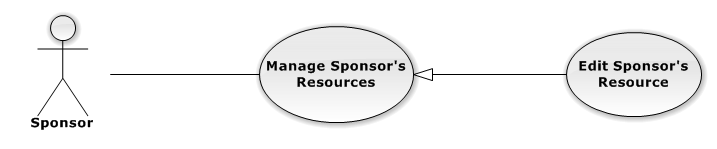 Manage Sponsor's
Resources
Edit Sponsor's
Resource
Sponsor